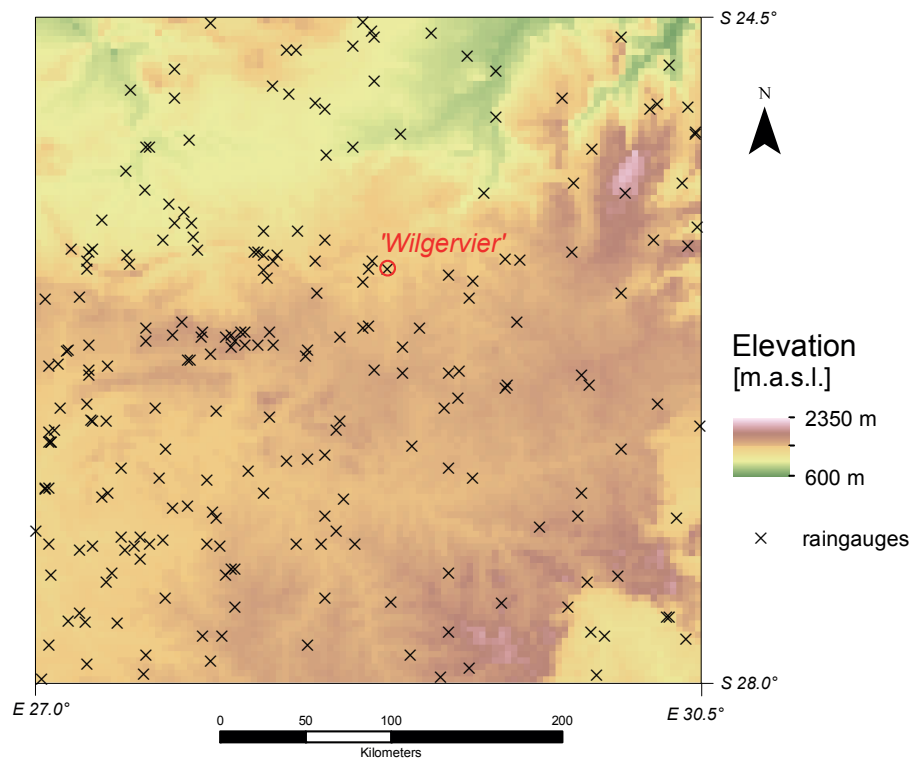 S 24.5°
N
'Wilgervier'
Elevation
[m.a.s.l.]
2350 m
600 m
raingauges
S 28.0°
E 27.0°
E 30.5°
0 50 100 200
Kilometers